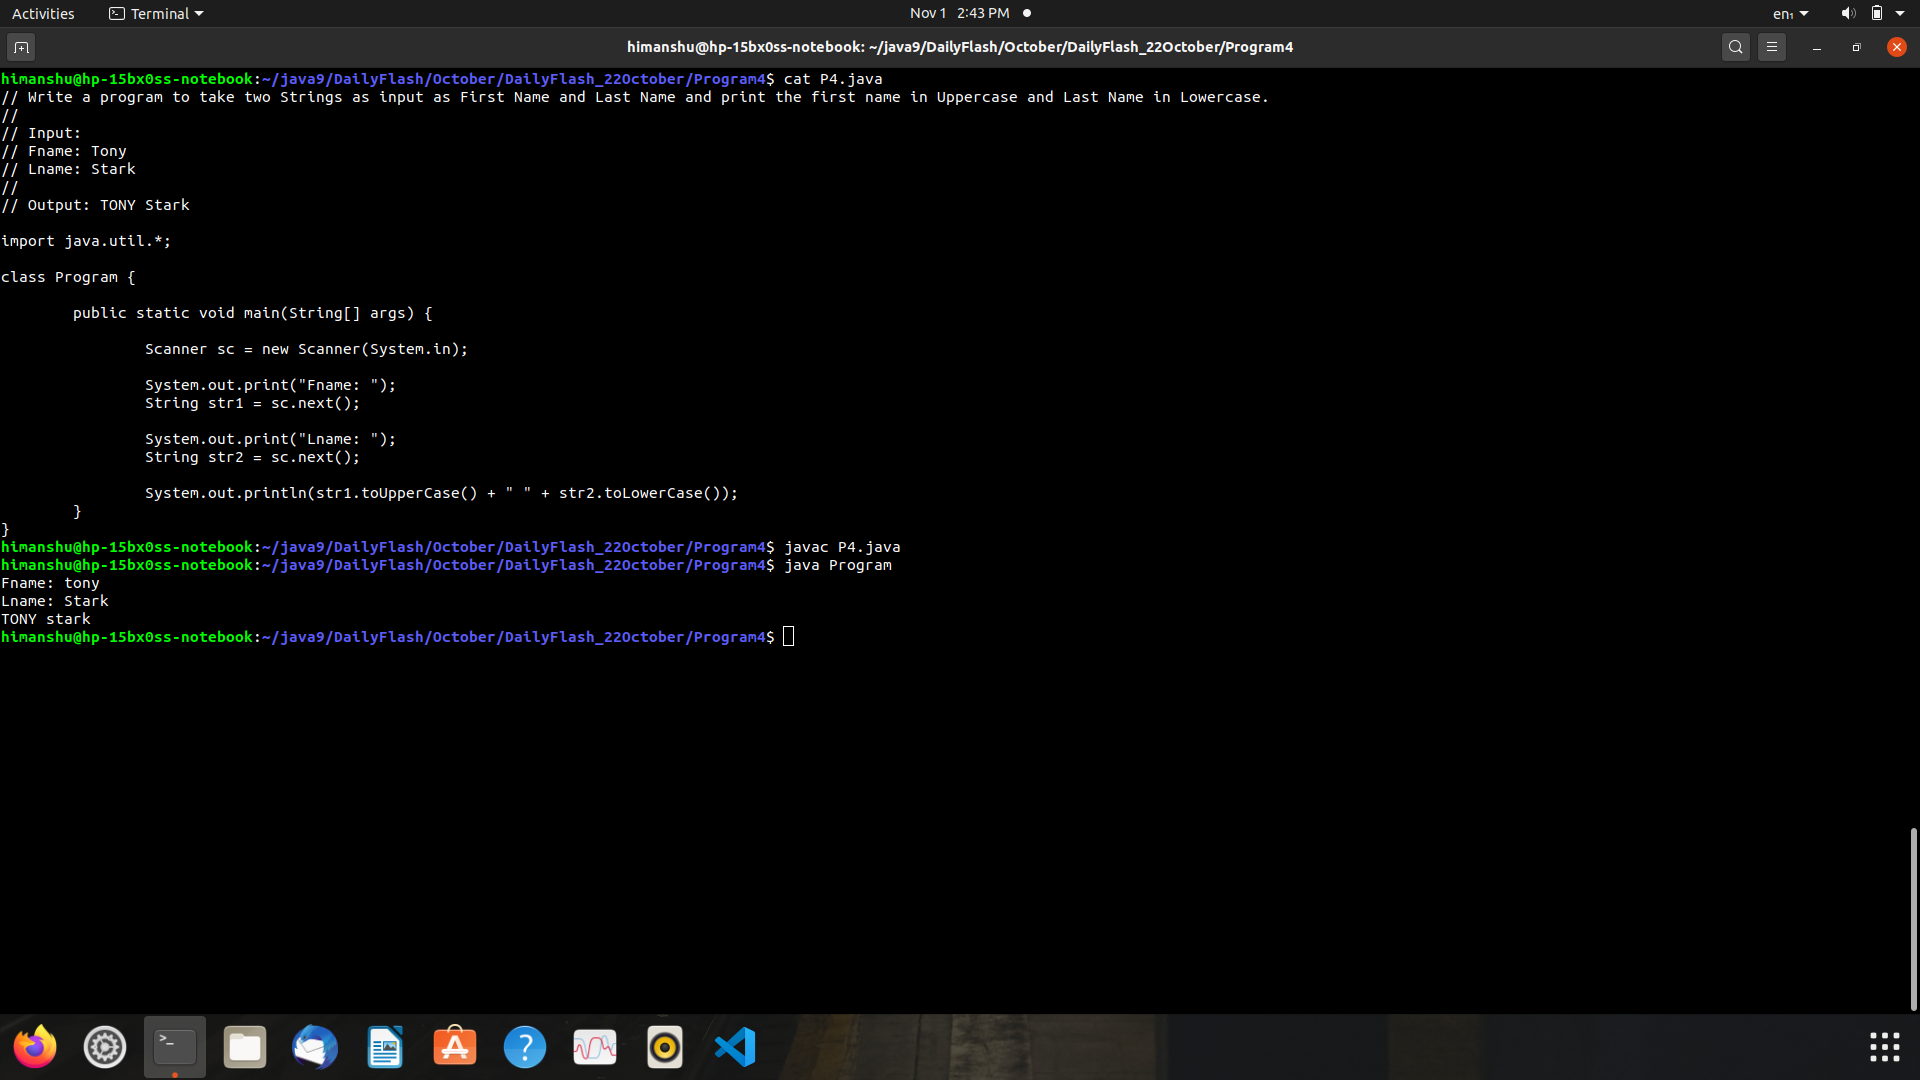 Activities Terminal Nov 1 2:43 PM en₁
himanshu@hp-15bx0ss-notebook: ~/java9/DailyFlash/October/DailyFlash_22October/Program4
himanshu@hp-15bx0ss-notebook:~/java9/DailyFlash/October/DailyFlash_22October/Program4$ cat P4.java
// Write a program to take two Strings as input as First Name and Last Name and print the first name in Uppercase and Last Name in Lowercase.
//
// Input:
// Fname: Tony
// Lname: Stark
//
// Output: TONY Stark
import java.util.*;
class Program {
public static void main(String[] args) {
Scanner sc = new Scanner(System.in);
System.out.print("Fname: ");
String str1 = sc.next();
System.out.print("Lname: ");
String str2 = sc.next();
System.out.println(str1.toUpperCase() + " " + str2.toLowerCase());
}
}
himanshu@hp-15bx0ss-notebook:~/java9/DailyFlash/October/DailyFlash_22October/Program4$ javac P4.java
himanshu@hp-15bx0ss-notebook:~/java9/DailyFlash/October/DailyFlash_22October/Program4$ java Program
Fname: tony
Lname: Stark
TONY stark
himanshu@hp-15bx0ss-notebook:~/java9/DailyFlash/October/DailyFlash_22October/Program4$